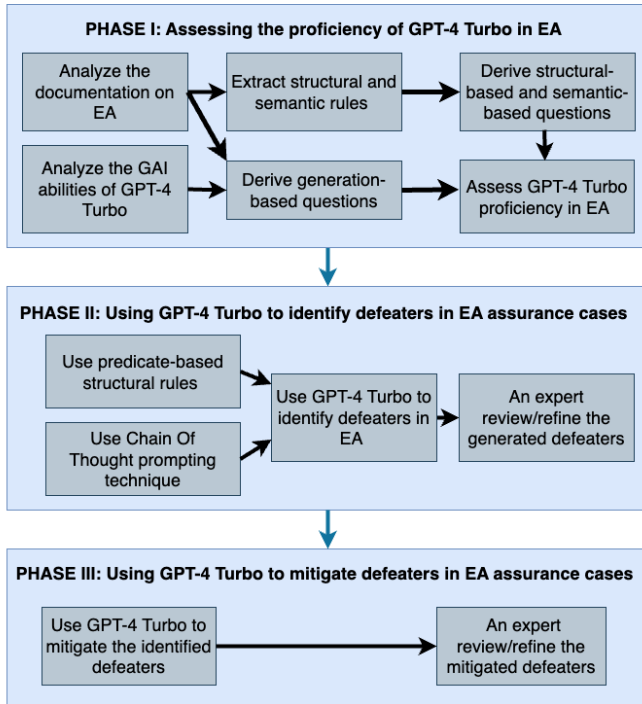 PHASE I: Assessing the proficiency of GPT-4 Turbo in EA
Analyze the
documentation on
EA
Extract structural and
semantic rules
Derive structural-
based and semantic-
based questions
Analyze the GAI
abilities of GPT-4
Turbo
Derive generation-
based questions
Assess GPT-4 Turbo
proficiency in EA
PHASE II: Using GPT-4 Turbo to identify defeaters in EA assurance cases
Use predicate-based
structural rules
Use Chain Of
Thought prompting
technique
Use GPT-4 Turbo to
identify defeaters in
EA
An expert
review/refine the
generated defeaters
PHASE III: Using GPT-4 Turbo to mitigate defeaters in EA assurance cases
Use GPT-4 Turbo to
mitigate the identified
defeaters
An expert
review/refine the
mitigated defeaters